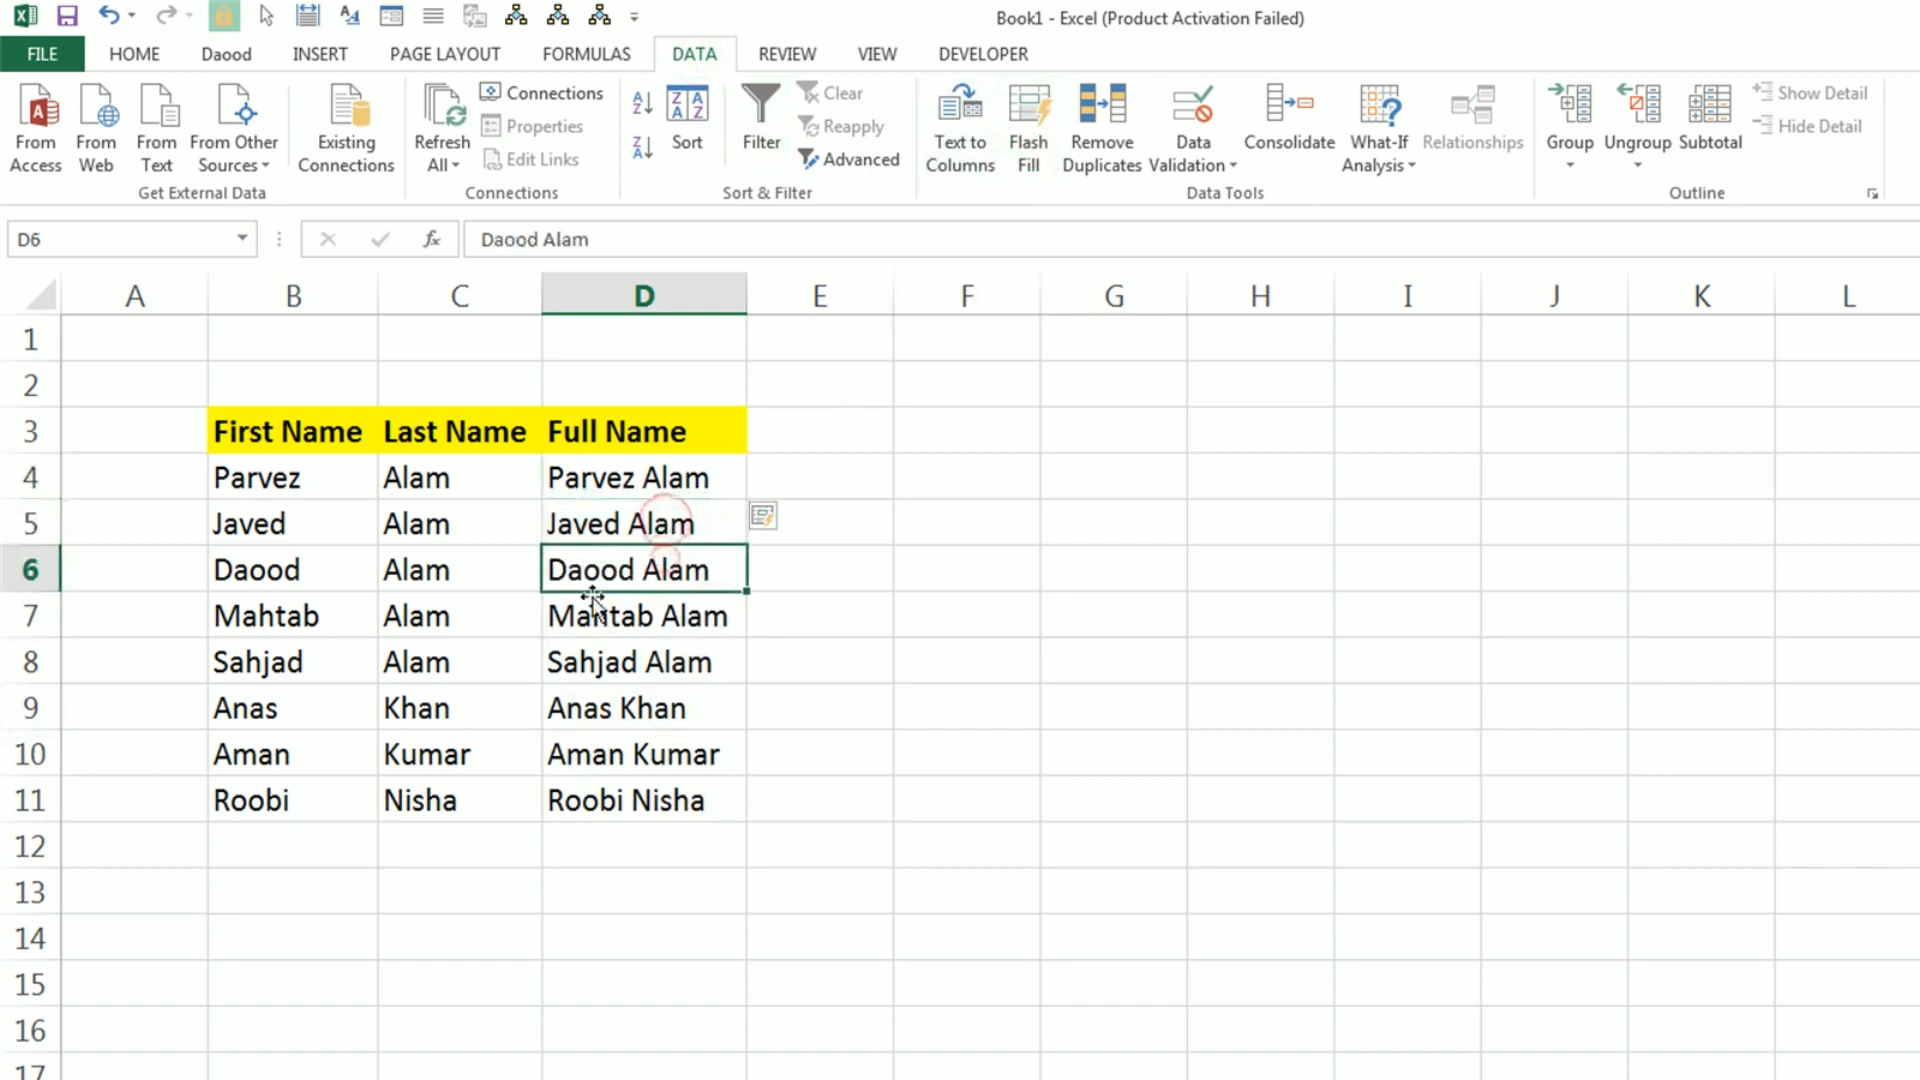 Book1 - Excel (Product Activation Failed)
FILE HOME Daood INSERT PAGE LAYOUT FORMULAS DATA REVIEW VIEW DEVELOPER
From Access
From Web
From Text
From Other Sources
Get External Data
Existing Connections
Refresh All
Connections
Properties
Edit Links
Connections
Sort
Filter
Clear
Reapply
Advanced
Sort & Filter
Text to Columns
Flash Fill
Remove Duplicates
Data Validation
Consolidate
What-If Analysis
Relationships
Data Tools
Group
Ungroup
Subtotal
Show Detail
Hide Detail
Outline
D6 fx Daood Alam
A B C D E F G H I J K L
1
2
3 First Name Last Name Full Name
4 Parvez Alam Parvez Alam
5 Javed Alam Javed Alam
6 Daood Alam Daood Alam
7 Mahtab Alam Mahtab Alam
8 Sahjad Alam Sahjad Alam
9 Anas Khan Anas Khan
10 Aman Kumar Aman Kumar
11 Roobi Nisha Roobi Nisha
12
13
14
15
16
17